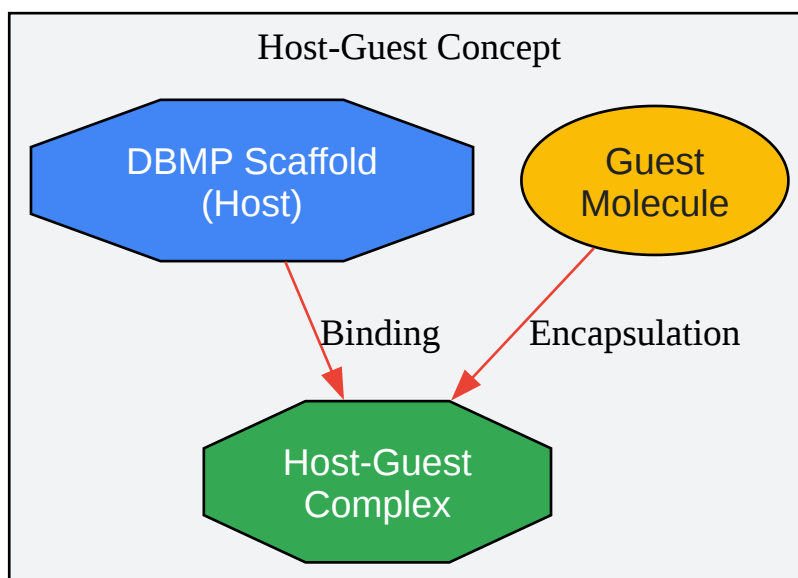 Host-Guest Concept
DBMP Scaffold
(Host)
Guest
Molecule
Binding
Encapsulation
Host-Guest
Complex